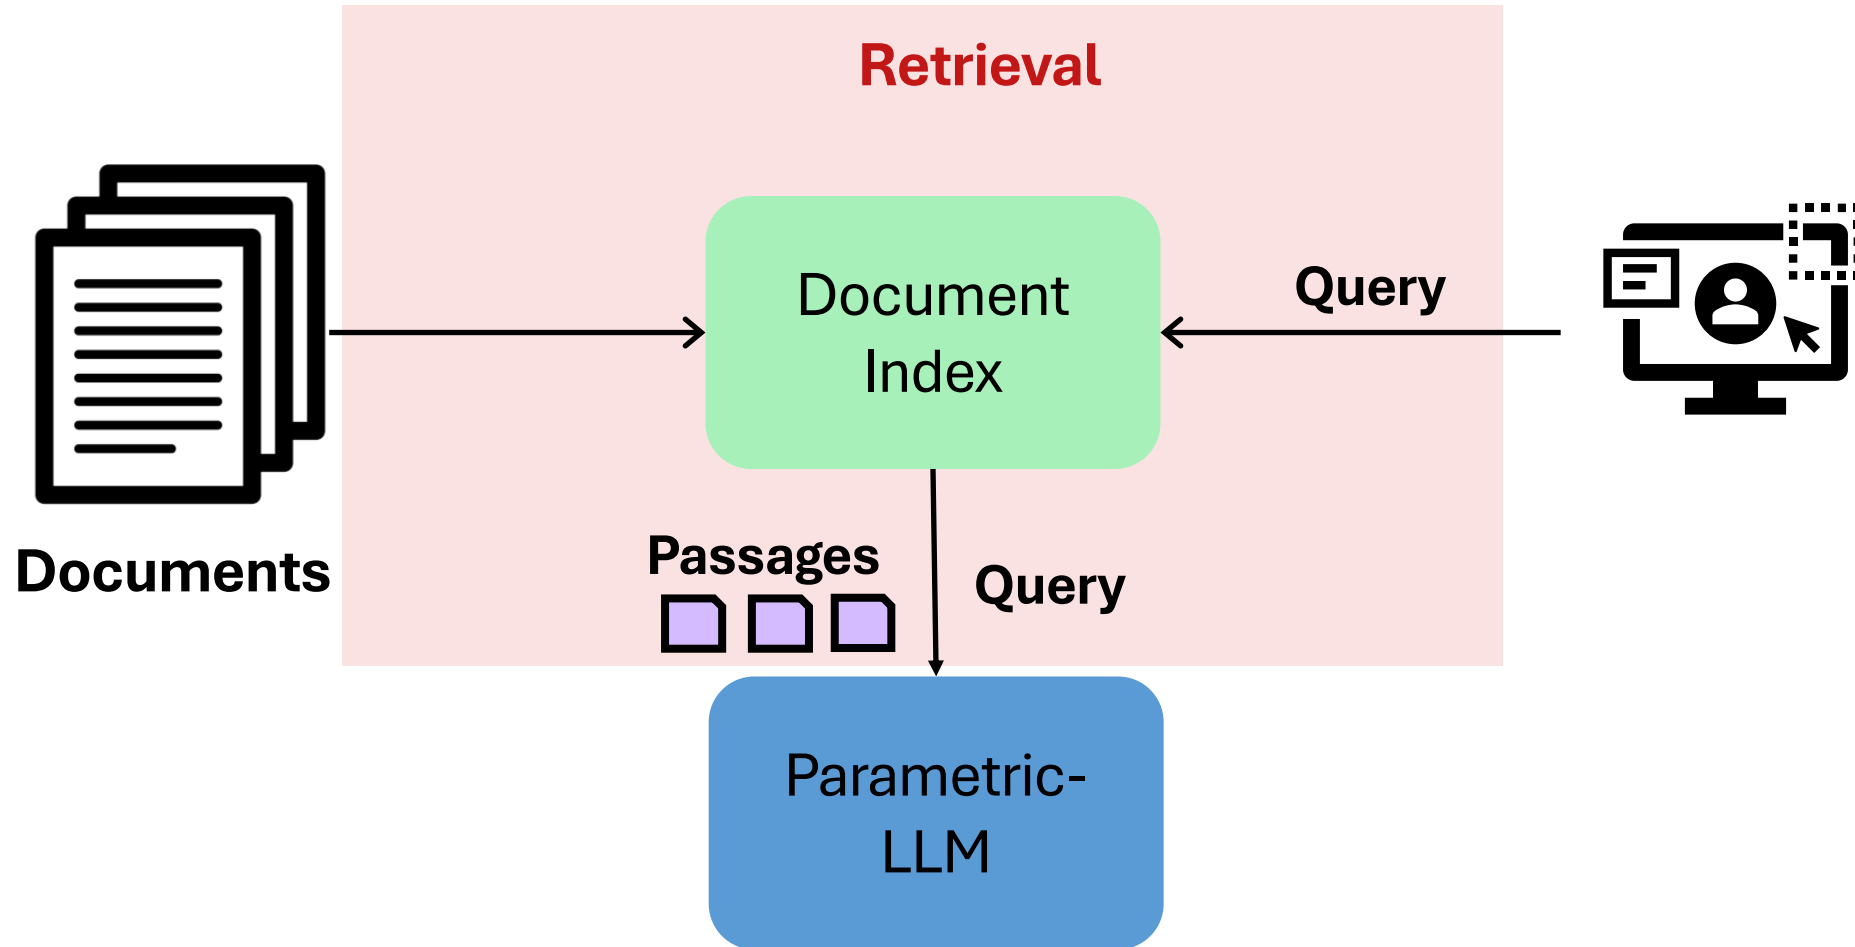 Retrieval
Document
Index
Query
Documents
Passages
Query
Parametric-
LLM